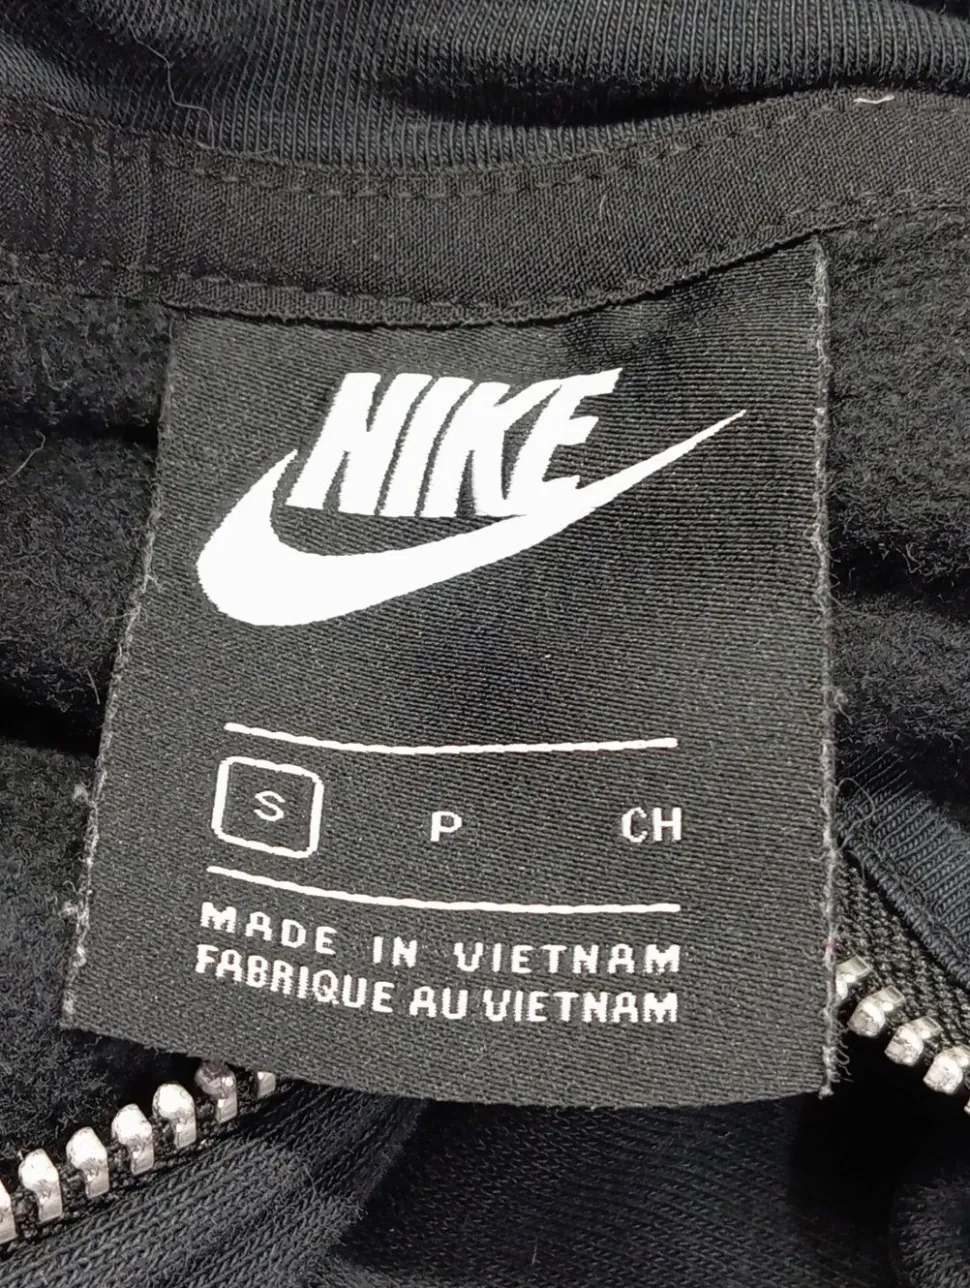 NIKE
S P CH
MADE IN VIETNAM
FABRIQUE AU VIETNAM